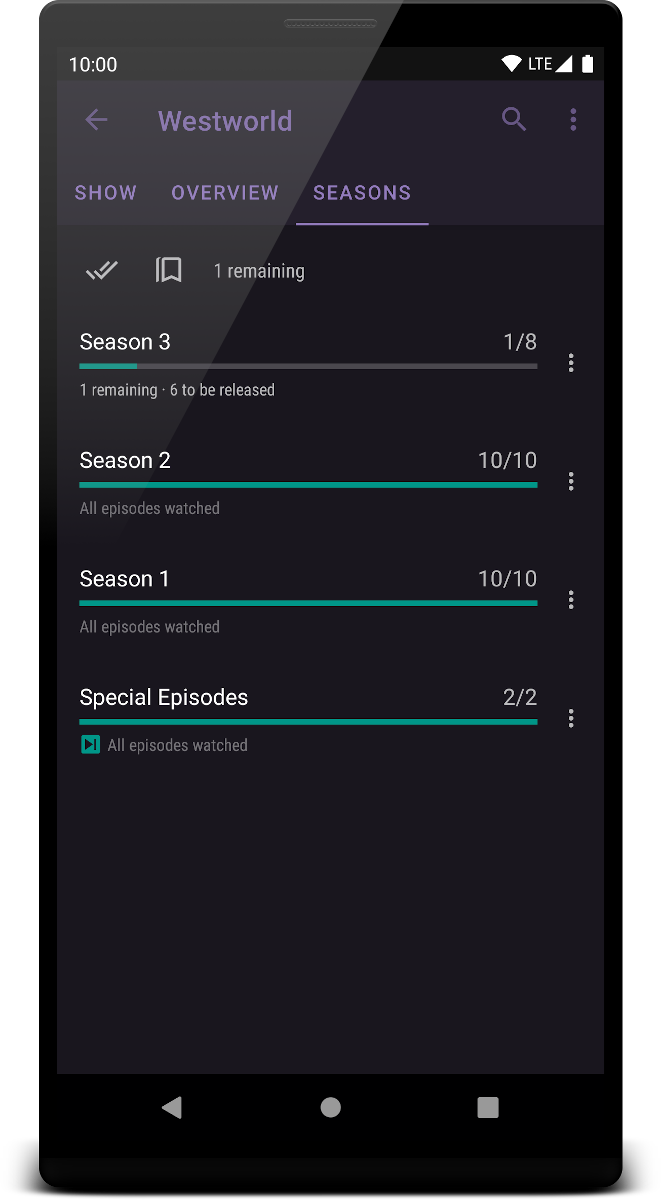 10:00 LTE
Westworld
SHOW OVERVIEW SEASONS
1 remaining
Season 3 1/8
1 remaining · 6 to be released
Season 2 10/10
All episodes watched
Season 1 10/10
All episodes watched
Special Episodes 2/2
All episodes watched